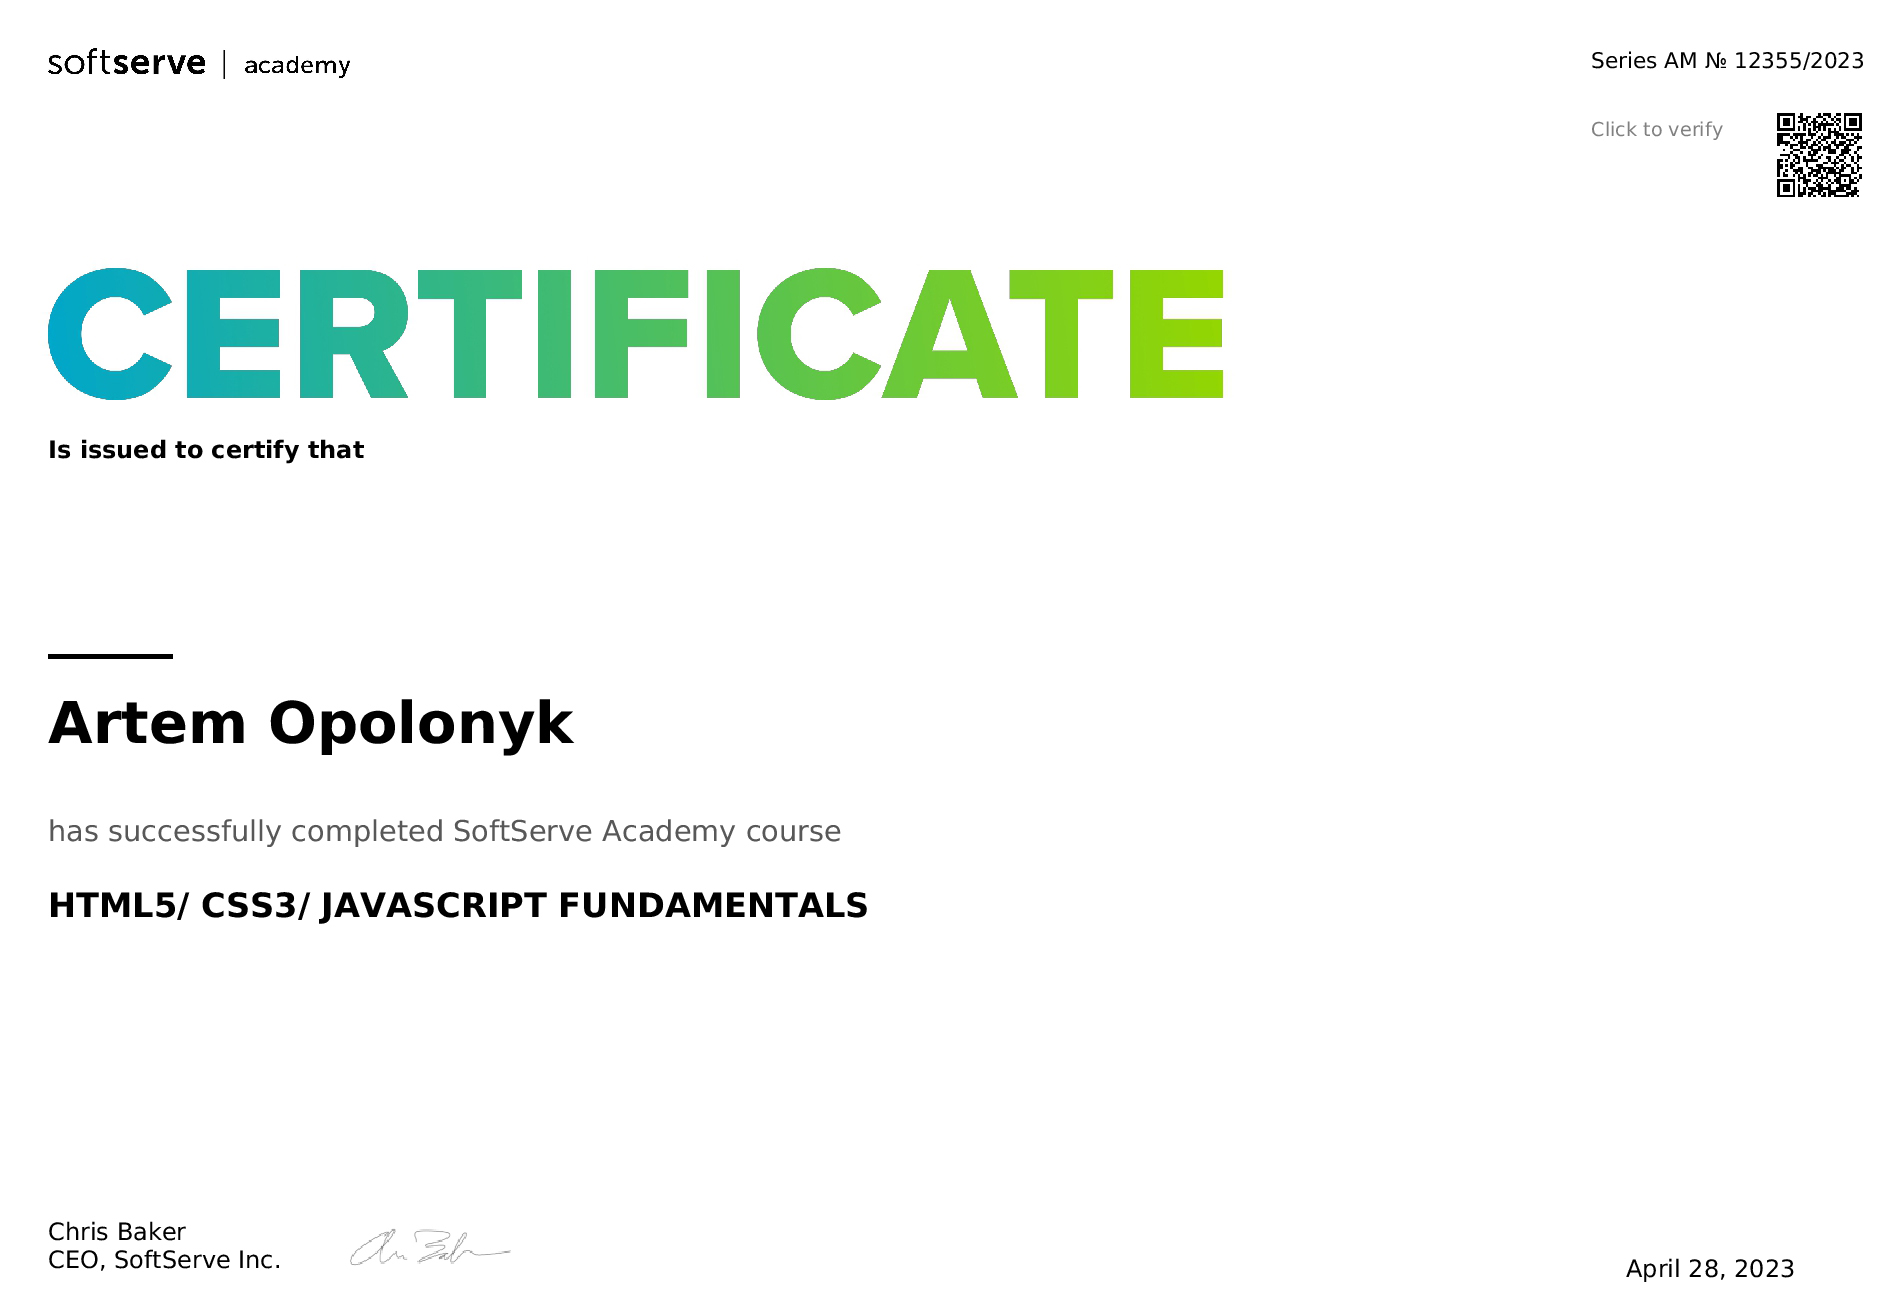 softserve | academy
Series AM № 12355/2023
Click to verify
CERTIFICATE
Is issued to certify that
Artem Opolonyk
has successfully completed SoftServe Academy course
HTML5/ CSS3/ JAVASCRIPT FUNDAMENTALS
Chris Baker
CEO, SoftServe Inc.
April 28, 2023